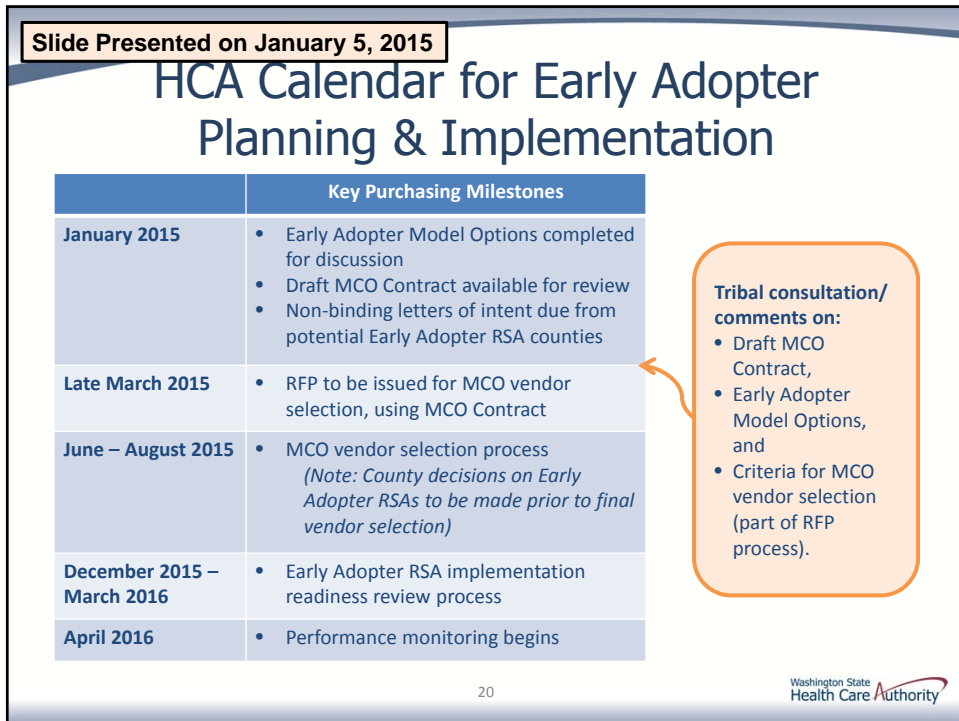 Slide Presented on January 5, 2015
HCA Calendar for Early Adopter
Planning & Implementation
Key Purchasing Milestones
January 2015
• Early Adopter Model Options completed
for discussion
• Draft MCO Contract available for review
• Non-binding letters of intent due from
potential Early Adopter RSA counties
Late March 2015
• RFP to be issued for MCO vendor
selection, using MCO Contract
June – August 2015
• MCO vendor selection process
(Note: County decisions on Early
Adopter RSAs to be made prior to final
vendor selection)
December 2015 –
March 2016
• Early Adopter RSA implementation
readiness review process
April 2016
• Performance monitoring begins
Tribal consultation/
comments on:
• Draft MCO
Contract,
• Early Adopter
Model Options,
and
• Criteria for MCO
vendor selection
(part of RFP
process).
20
Washington State
Health Care Authority